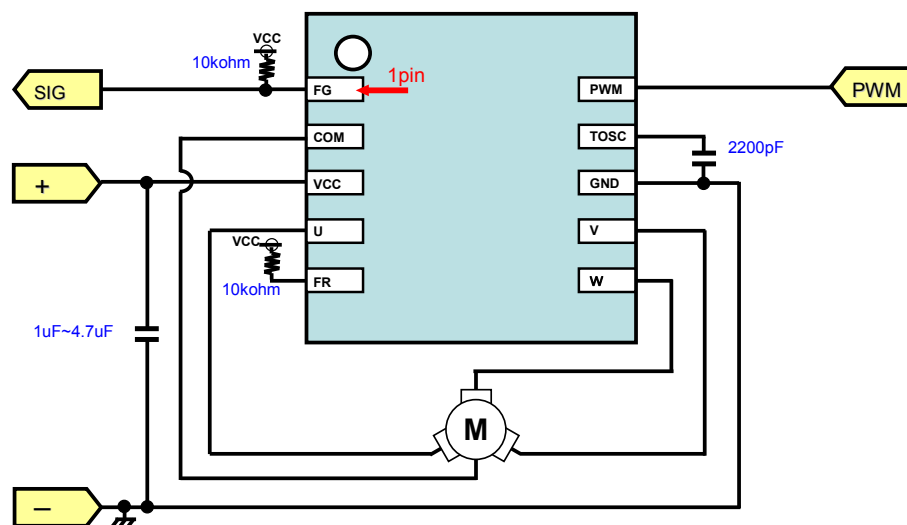 VCC
10kohm
SIG
1pin
FG
PWM
PWM
COM
TOSC
2200pF
+
VCC
GND
U
V
VCC
FR
W
10kohm
1uF~4.7uF
M
−